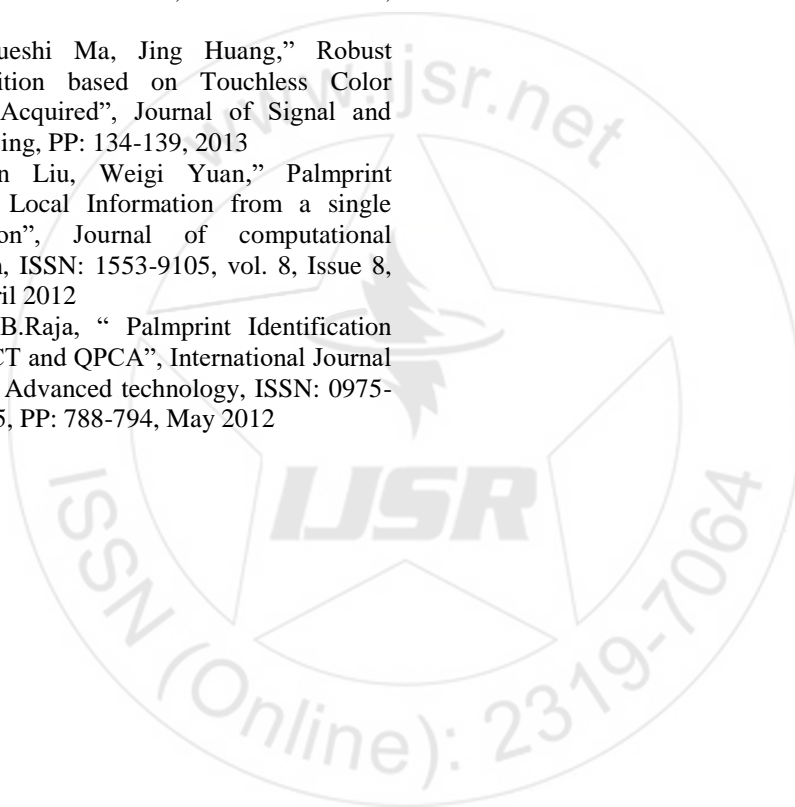 ueshi Ma, Jing Huang,” Robust
ition based on Touchless Color
Acquired”, Journal of Signal and
ing, PP: 134-139, 2013
n Liu, Weigi Yuan,” Palmprint
Local Information from a single
on”, Journal of computational
n, ISSN: 1553-9105, vol. 8, Issue 8,
ril 2012
B.Raja, “ Palmprint Identification
CT and QPCA”, International Journal
Advanced technology, ISSN: 0975-
5, PP: 788-794, May 2012
www.ijsr.net
IJSR
ISSN (Online): 2319-7064